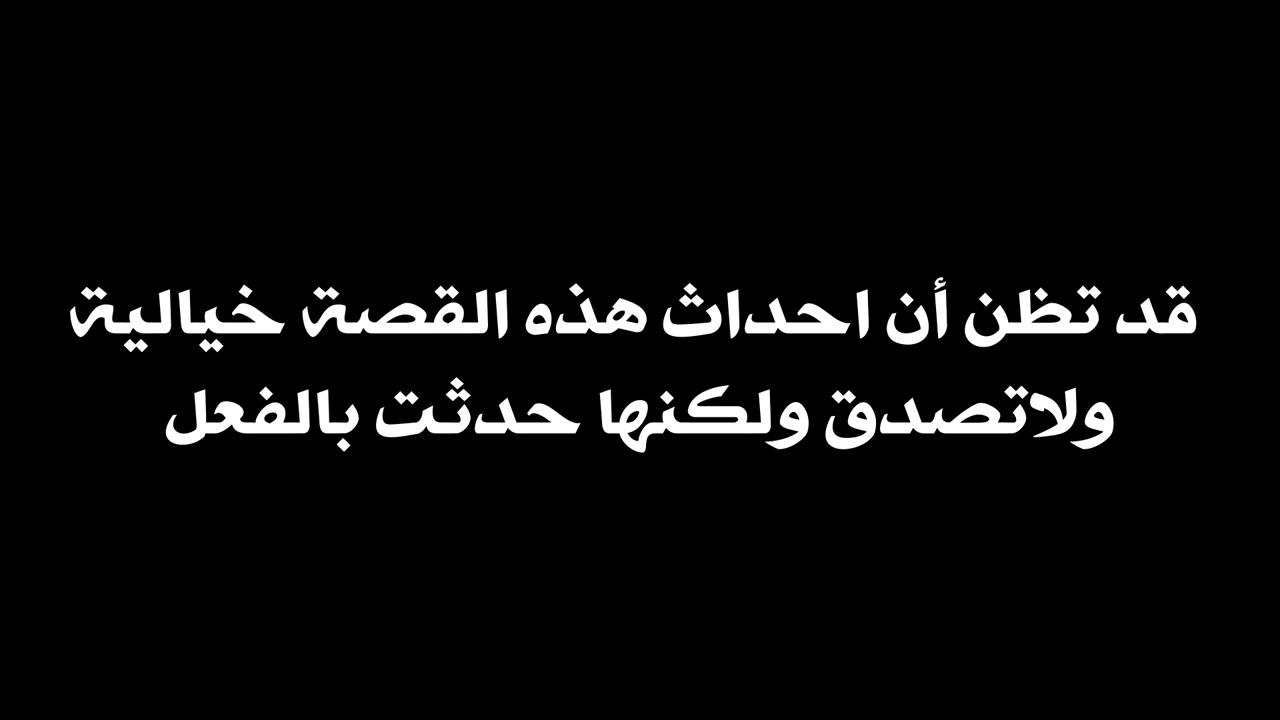 قد تظن أن احداث هذه القصة خيالية
ولاتصدق ولكنها حدثت بالفعل